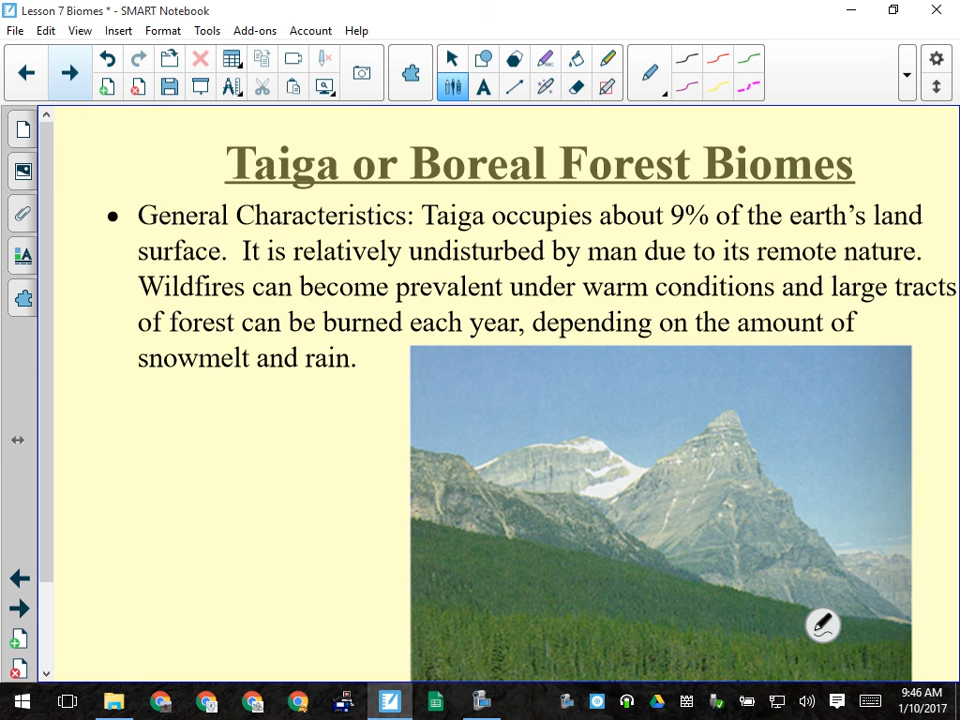 Lesson 7 Biomes * - SMART Notebook
File Edit View Insert Format Tools Add-ons Account Help
Taiga or Boreal Forest Biomes
• General Characteristics: Taiga occupies about 9% of the earth’s land
surface.  It is relatively undisturbed by man due to its remote nature.
Wildfires can become prevalent under warm conditions and large tracts
of forest can be burned each year, depending on the amount of
snowmelt and rain.
9:46 AM
1/10/2017